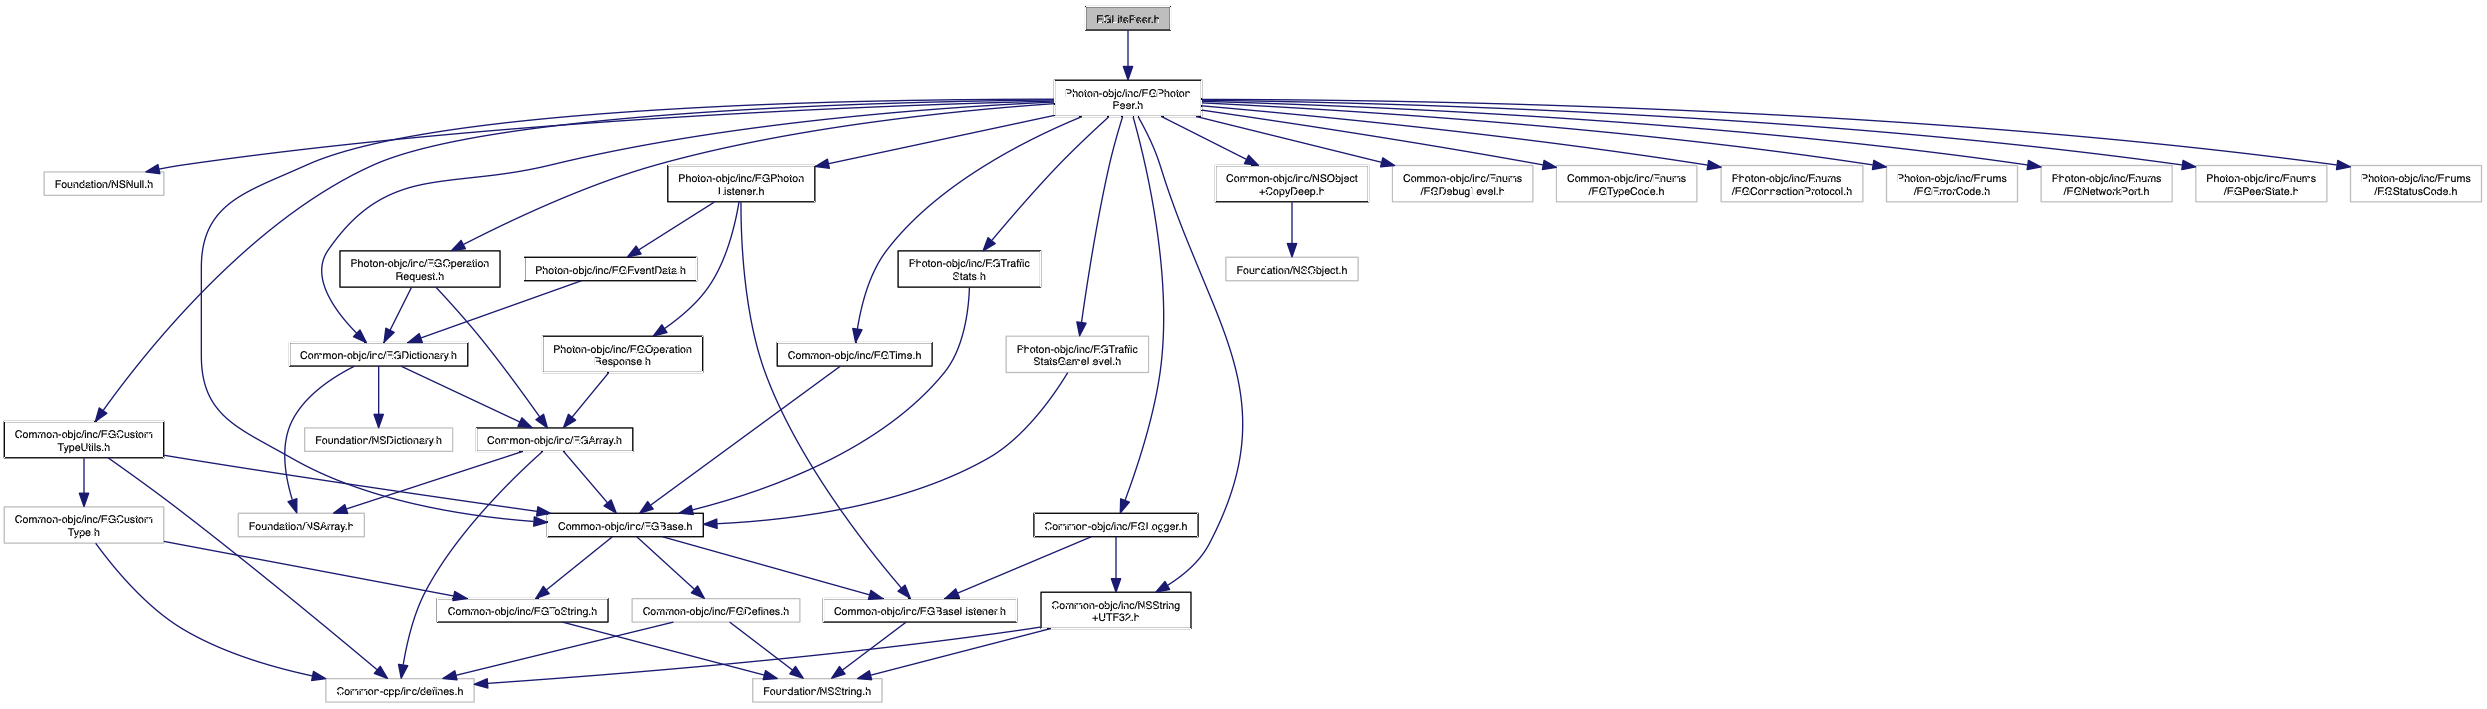 EGLitePeer.h
Photon-objc/inc/EGPhoton
Peer.h
Foundation/NSNull.h
Photon-objc/inc/EGPhoton
Listener.h
Common-objc/inc/NSObject
+CopyDeep.h
Common-objc/inc/Enums
/EGDebugLevel.h
Common-objc/inc/Enums
/EGTypeCode.h
Photon-objc/inc/Enums
/EGConnectionProtocol.h
Photon-objc/inc/Enums
/EGErrorCode.h
Photon-objc/inc/Enums
/EGNetworkPort.h
Photon-objc/inc/Enums
/EGPeerState.h
Photon-objc/inc/Enums
/EGStatusCode.h
Photon-objc/inc/EGOperation
Request.h
Photon-objc/inc/EGEventData.h
Photon-objc/inc/EGTraffic
Stats.h
Foundation/NSObject.h
Common-objc/inc/EGDictionary.h
Photon-objc/inc/EGOperation
Response.h
Common-objc/inc/EGTime.h
Photon-objc/inc/EGTraffic
StatsGameLevel.h
Common-objc/inc/EGCustom
TypeUtils.h
Foundation/NSDictionary.h
Common-objc/inc/EGArray.h
Common-objc/inc/EGCustom
Type.h
Foundation/NSArray.h
Common-objc/inc/EGBase.h
Common-objc/inc/EGLogger.h
Common-objc/inc/EGToString.h
Common-objc/inc/EGDefines.h
Common-objc/inc/EGBaseListener.h
Common-objc/inc/NSString
+UTF32.h
Common-cpp/inc/defines.h
Foundation/NSString.h